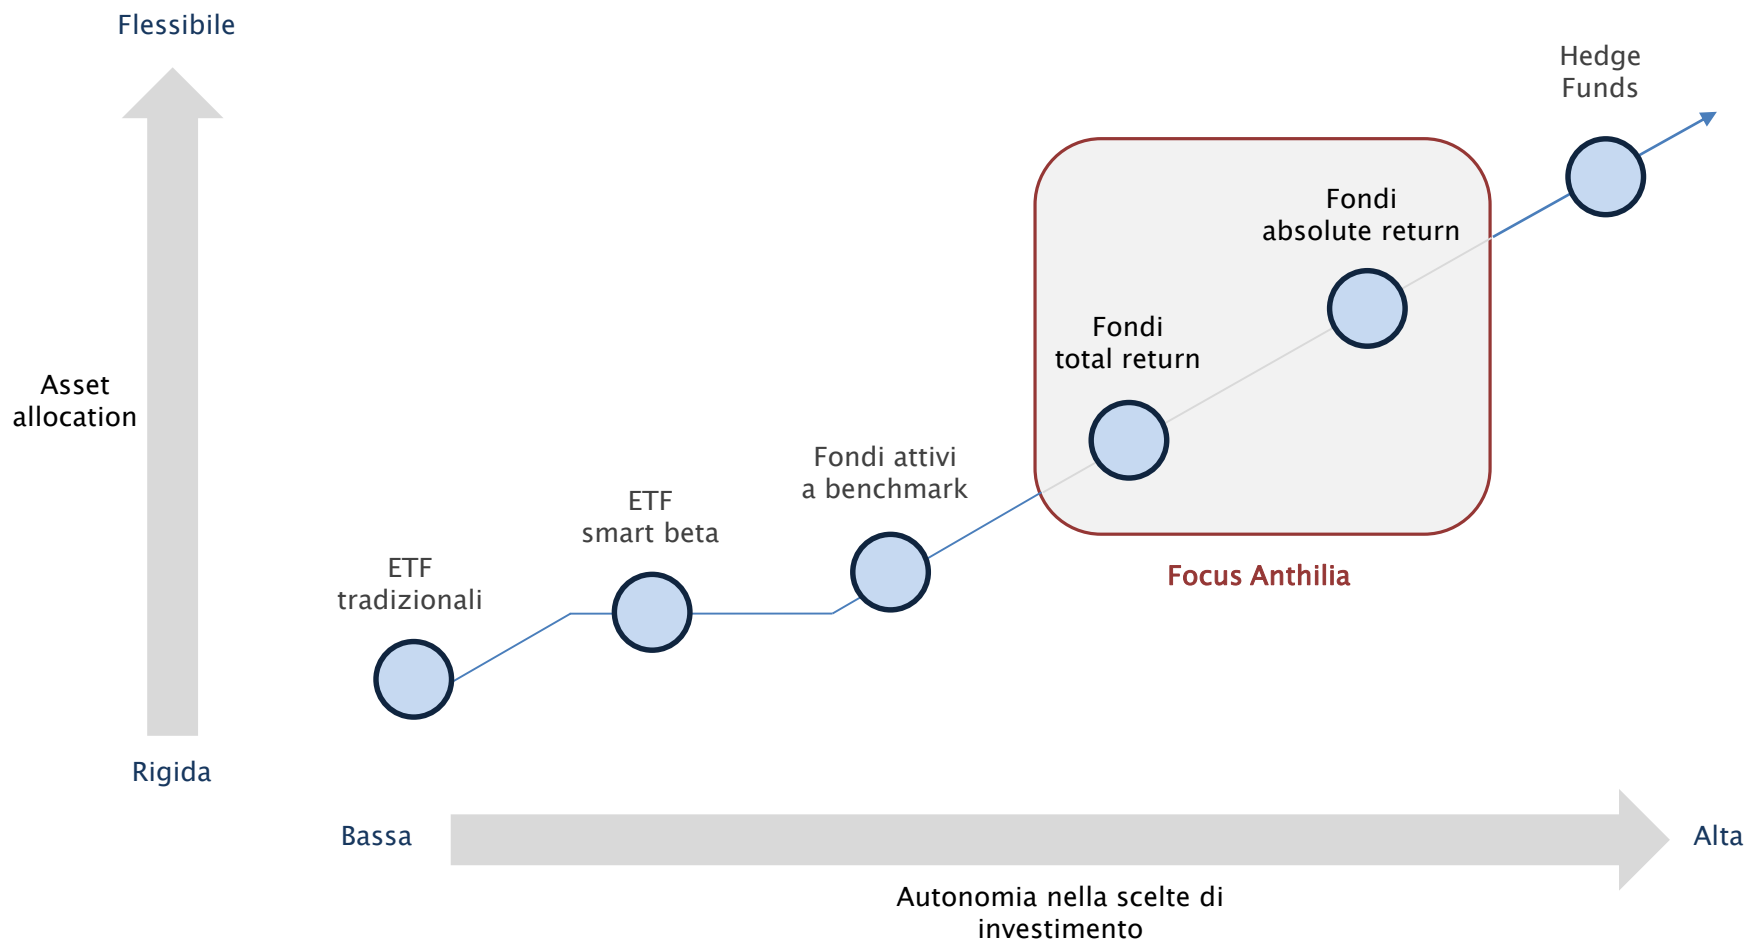 Flessibile
Hedge
Funds
Fondi
absolute return
Fondi
total return
Asset
allocation
Fondi attivi
a benchmark
ETF
smart beta
ETF
tradizionali
Focus Anthilia
Rigida
Bassa
Alta
Autonomia nella scelte di
investimento